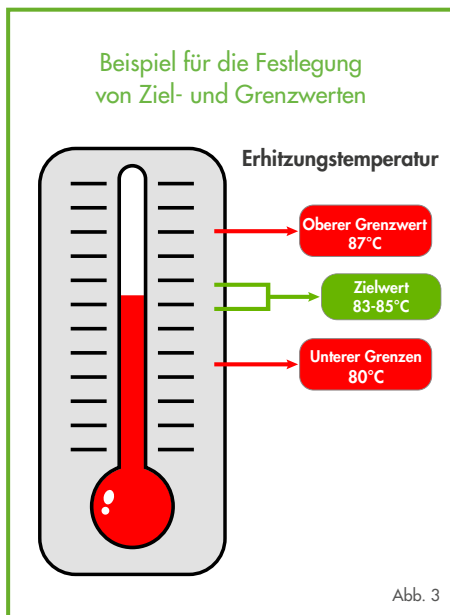 Beispiel für die Festlegung
von Ziel- und Grenzwerten
Erhitzungstemperatur
Oberer Grenzwert
87°C
Zielwert
83-85°C
Unterer Grenzen
80°C
Abb. 3